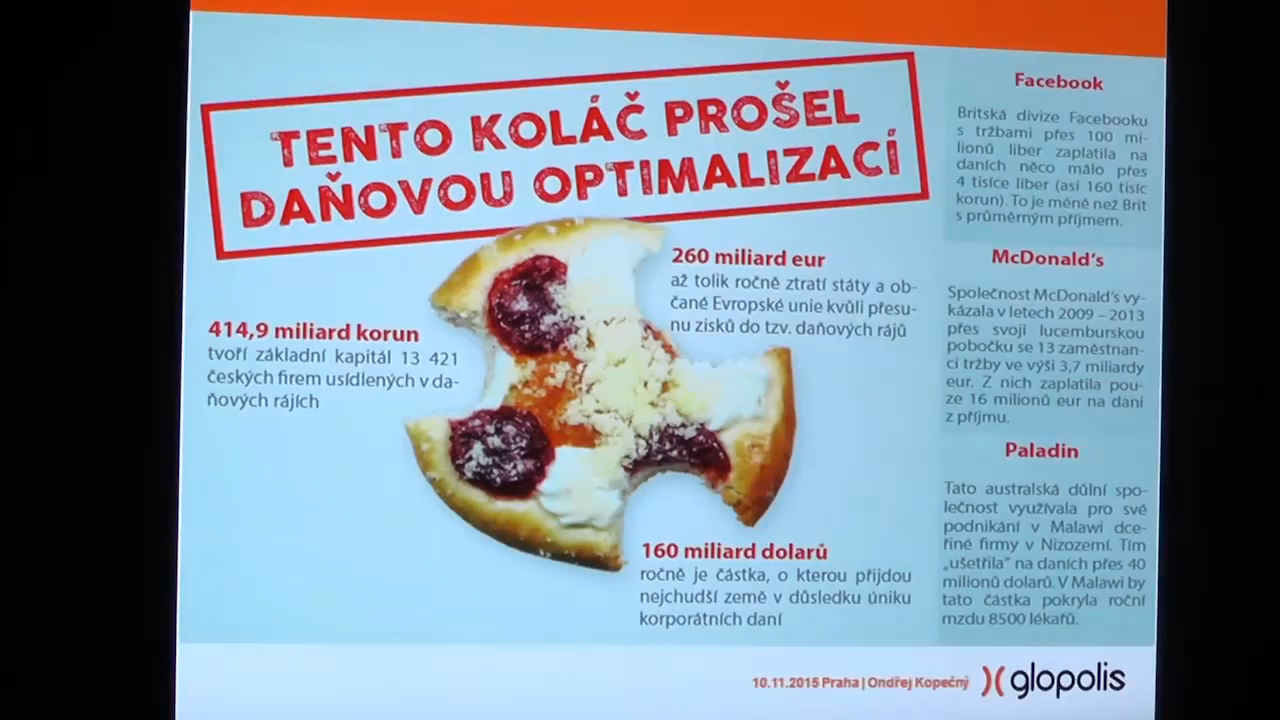 TENTO KOLÁČ PROŠEL
DAŇOVOU OPTIMALIZACÍ
414,9 miliard korun
tvoří základní kapitál 13 421
českých firem usídlených v da-
ňových rájích
260 miliard eur
až tolik ročně ztratí státy a ob-
čané Evropské unie kvůli přesu-
nu zisků do tzv. daňových rájů
160 miliard dolarů
ročně je částka, o kterou přijdou
nejchudší země v důsledku úniku
korporátních daní
Facebook
Britská divize Facebooku
s tržbami přes 100 mi-
lionů liber zaplatila na
daních něco málo přes
4 tisíce liber (asi 160 tisíc
korun). To je méně než Brit
s průměrným příjmem.
McDonald's
Společnost McDonald's vy-
kázala v letech 2009 – 2013
přes svoji lucemburskou
pobočku se 13 zaměstnan-
ci tržby ve výši 3,7 miliardy
eur. Z nich zaplatila pou-
ze 16 milionů eur na dani
z příjmu.
Paladin
Tato australská důlní spo-
lečnost využívala pro své
podnikání v Malawi dce-
řiné firmy v Nizozemí. Tím
„ušetřila" na daních přes 40
milionů dolarů. V Malawi by
tato částka pokryla roční
mzdu 8500 lékařů.
10.11.2015 Praha | Ondřej Kopečný
glopolis